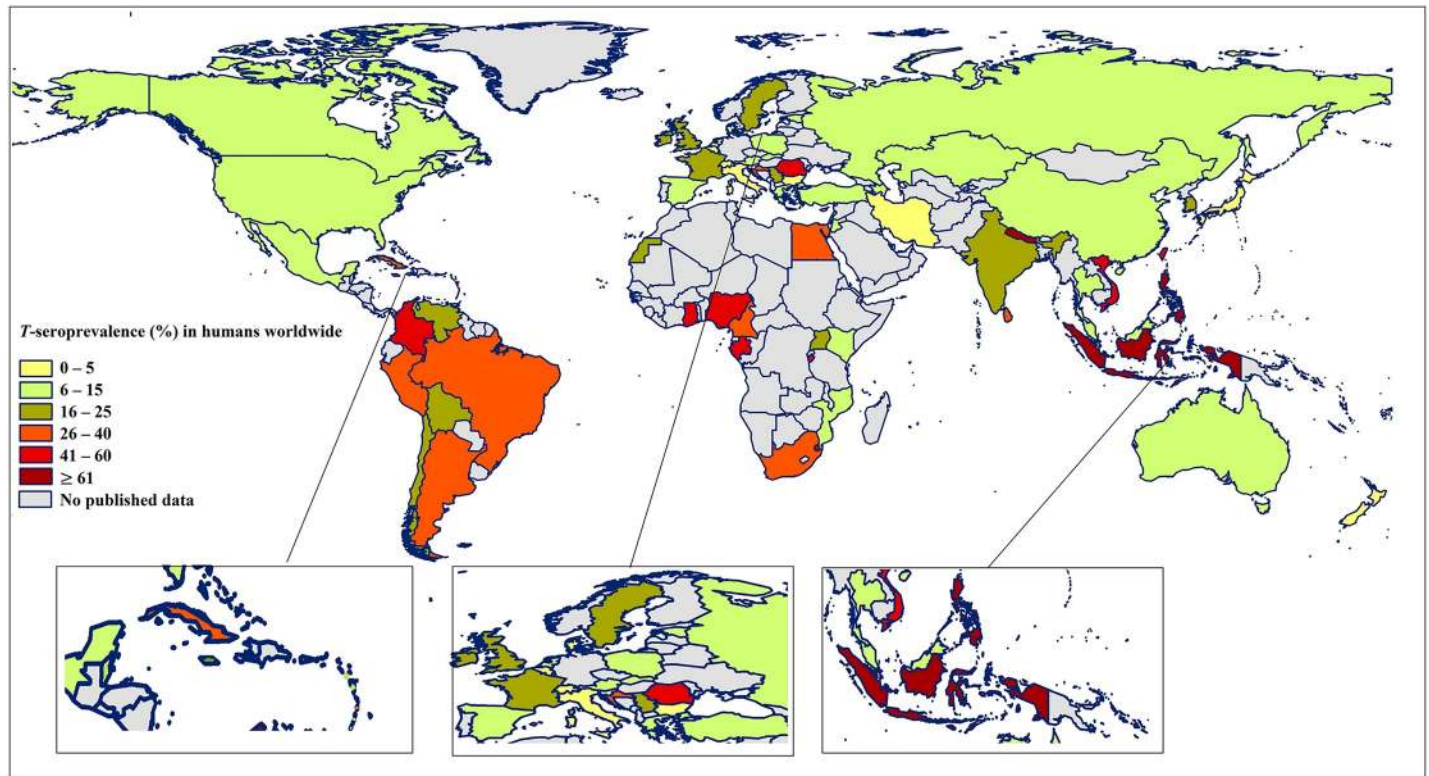 T-seroprevalence (%) in humans worldwide
0 – 5
6 – 15
16 – 25
26 – 40
41 – 60
≥ 61
No published data